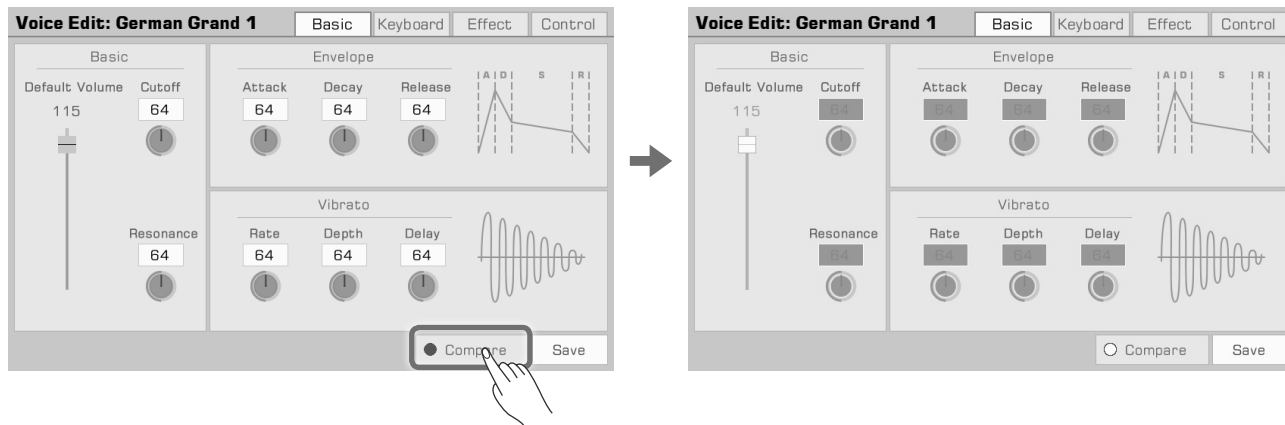 Voice Edit: German Grand 1 Basic Keyboard Effect Control
Basic Envelope
Default Volume Cutoff Attack Decay Release A D S R
115 64 64 64 64
Vibrato
Resonance Rate Depth Delay
64 64 64 64
Compare Save
Voice Edit: German Grand 1 Basic Keyboard Effect Control
Basic Envelope
Default Volume Cutoff Attack Decay Release A D S R
115 64 64 64 64
Vibrato
Resonance Rate Depth Delay
64 64 64 64
Compare Save